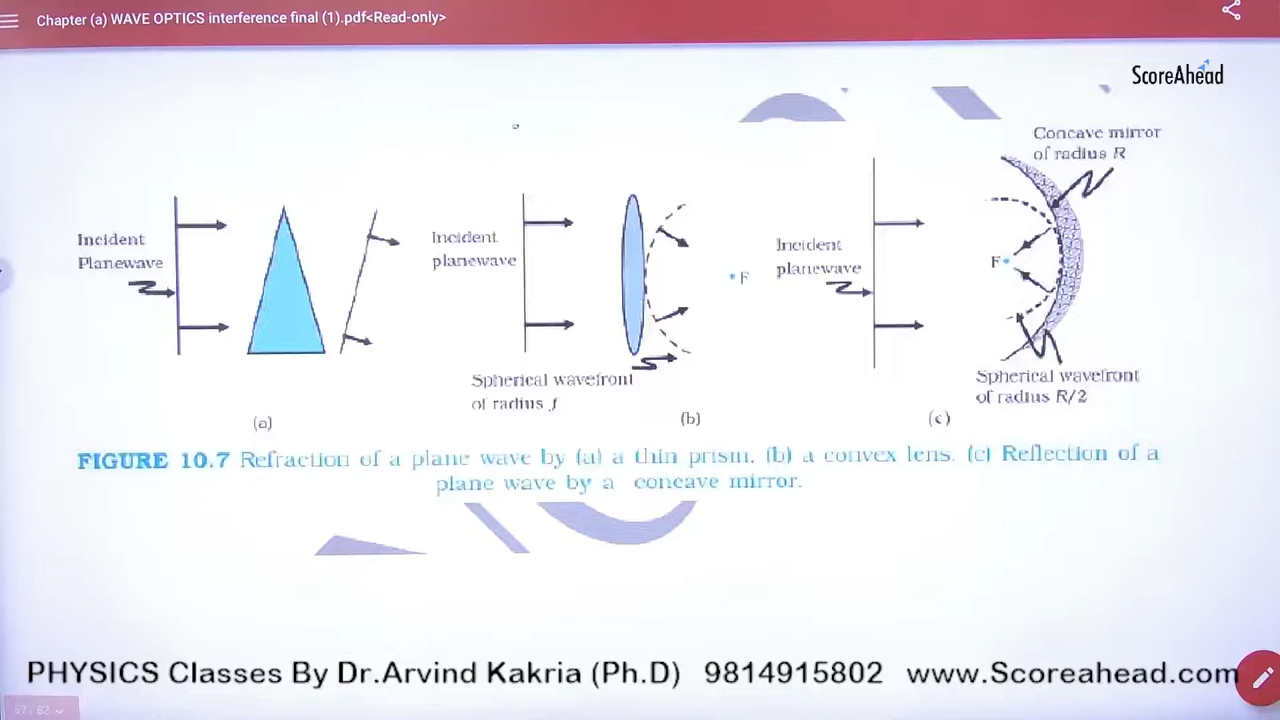 Chapter (a) WAVE OPTICS interference final (1).pdf<Read-only>
ScoreAhead
Concave mirror
of radius R
Incident
Planewave
Incident
planewave
F
Incident
planewave
F
Spherical wavefront
of radius f
Spherical wavefront
of radius R/2
(a)
(b)
(c)
FIGURE 10.7 Refraction of a plane wave by (a) a thin prism, (b) a convex lens. (c) Reflection of a
plane wave by a concave mirror.
PHYSICS Classes By Dr.Arvind Kakria (Ph.D) 9814915802 www.Scoreahead.com
67. 82